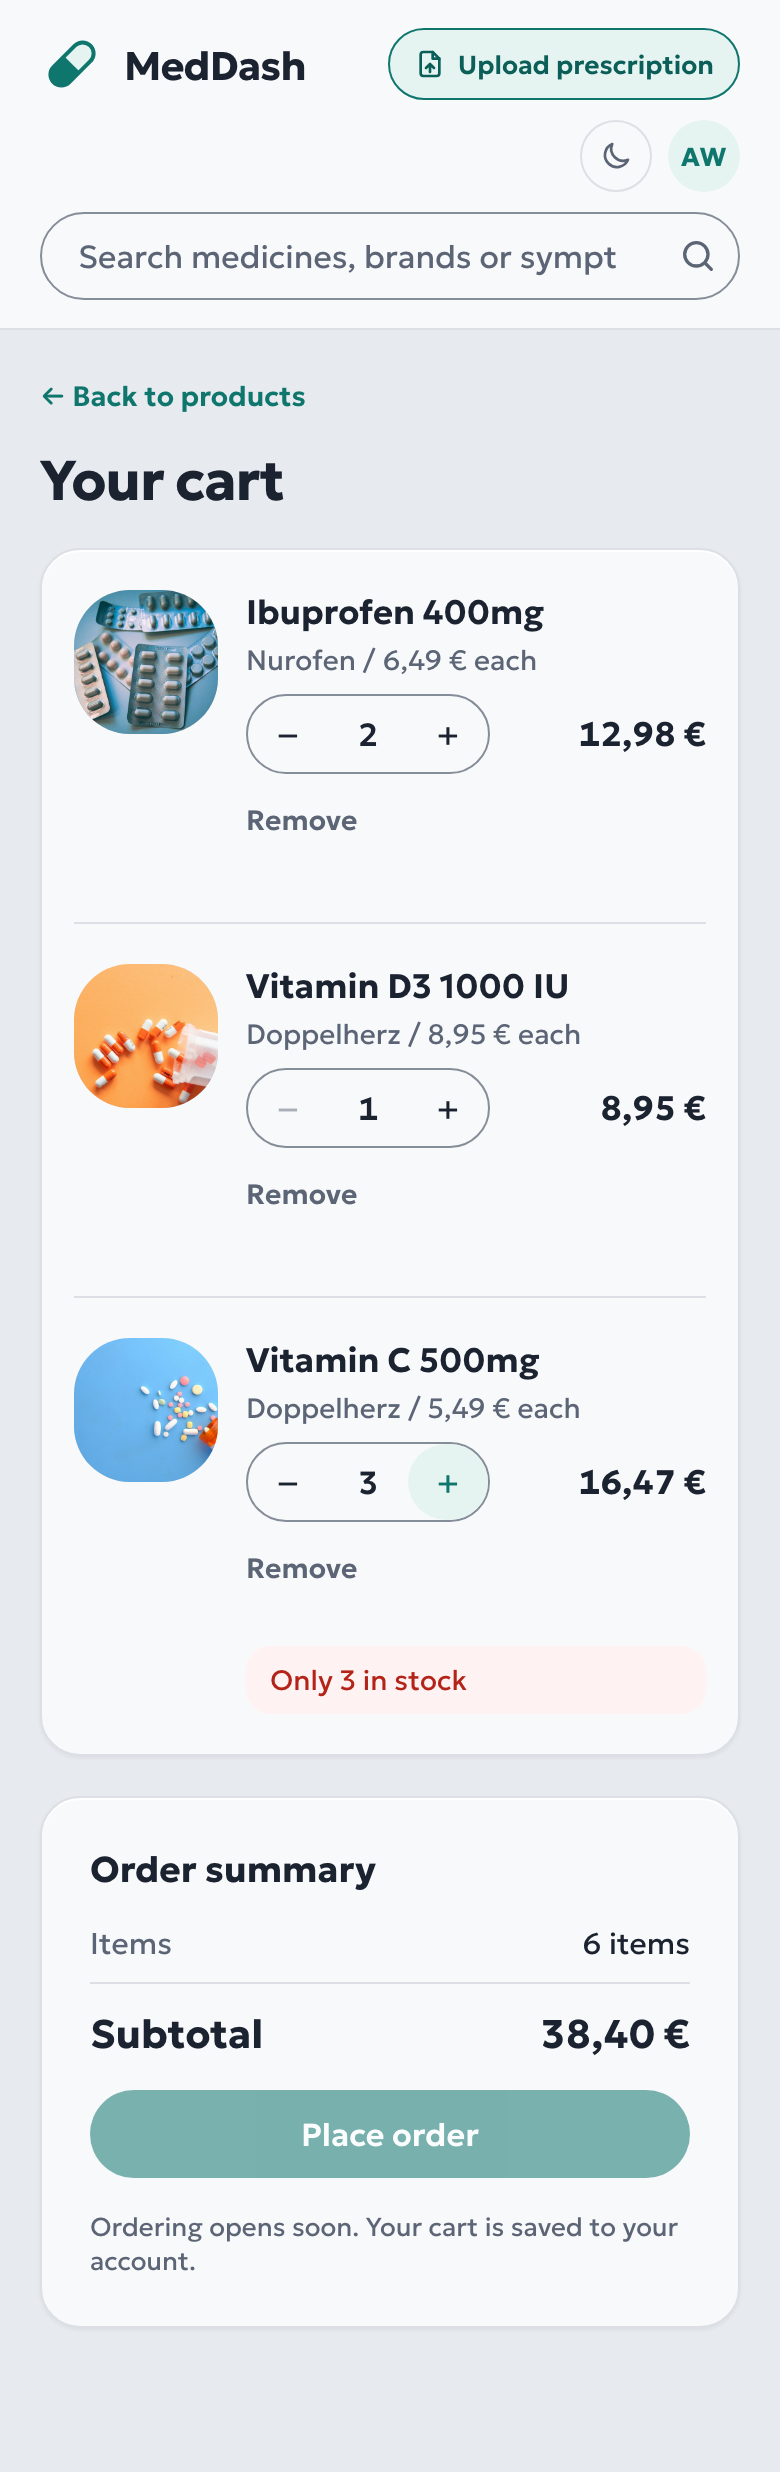 MedDash
Upload prescription
AW
Search medicines, brands or sympt
← Back to products
Your cart
Ibuprofen 400mg
Nurofen / 6,49 € each
− 2 +
12,98 €
Remove
Vitamin D3 1000 IU
Doppelherz / 8,95 € each
− 1 +
8,95 €
Remove
Vitamin C 500mg
Doppelherz / 5,49 € each
− 3 +
16,47 €
Remove
Only 3 in stock
Order summary
Items 6 items
Subtotal 38,40 €
Place order
Ordering opens soon. Your cart is saved to your
account.